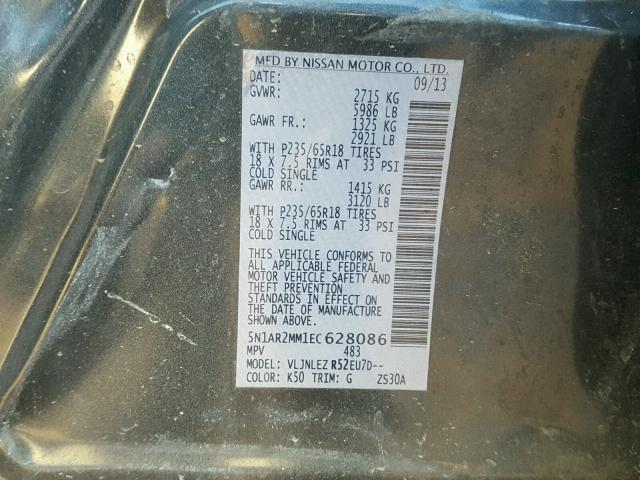 MFD BY NISSAN MOTOR CO., LTD.
DATE: 09/13
GVWR: 2715 KG
5986 LB
GAWR FR.: 1325 KG
2921 LB
WITH P235/65R18 TIRES
18 X 7.5 RIMS AT 33 PSI
COLD SINGLE
GAWR RR.: 1415 KG
3120 LB
WITH P235/65R18 TIRES
18 X 7.5 RIMS AT 33 PSI
COLD SINGLE
THIS VEHICLE CONFORMS TO
ALL APPLICABLE FEDERAL
MOTOR VEHICLE SAFETY AND
THEFT PREVENTION
STANDARDS IN EFFECT ON
THE DATE OF MANUFACTURE
SHOWN ABOVE.
5N1AR2MM1EC628086
MPV 483
MODEL: VLJNLEZ R52EU7D--
COLOR: K50 TRIM: G ZS30A